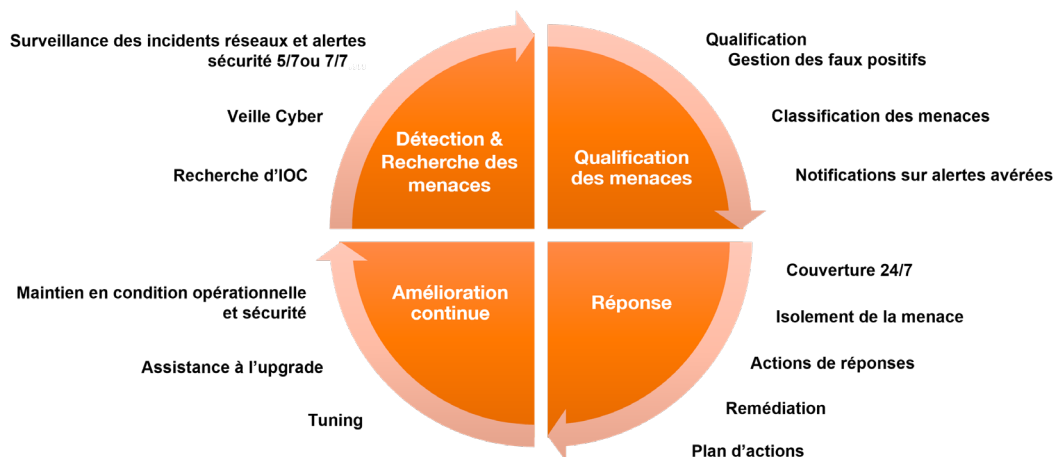 Surveillance des incidents réseaux et alertes
sécurité 5/7ou 7/7
Veille Cyber
Recherche d'IOC
Détection &
Recherche des
menaces
Qualification
des menaces
Qualification
Gestion des faux positifs
Classification des menaces
Notifications sur alertes avérées
Maintien en condition opérationnelle
et sécurité
Assistance à l'upgrade
Tuning
Amélioration
continue
Réponse
Couverture 24/7
Isolement de la menace
Actions de réponses
Remédiation
Plan d'actions